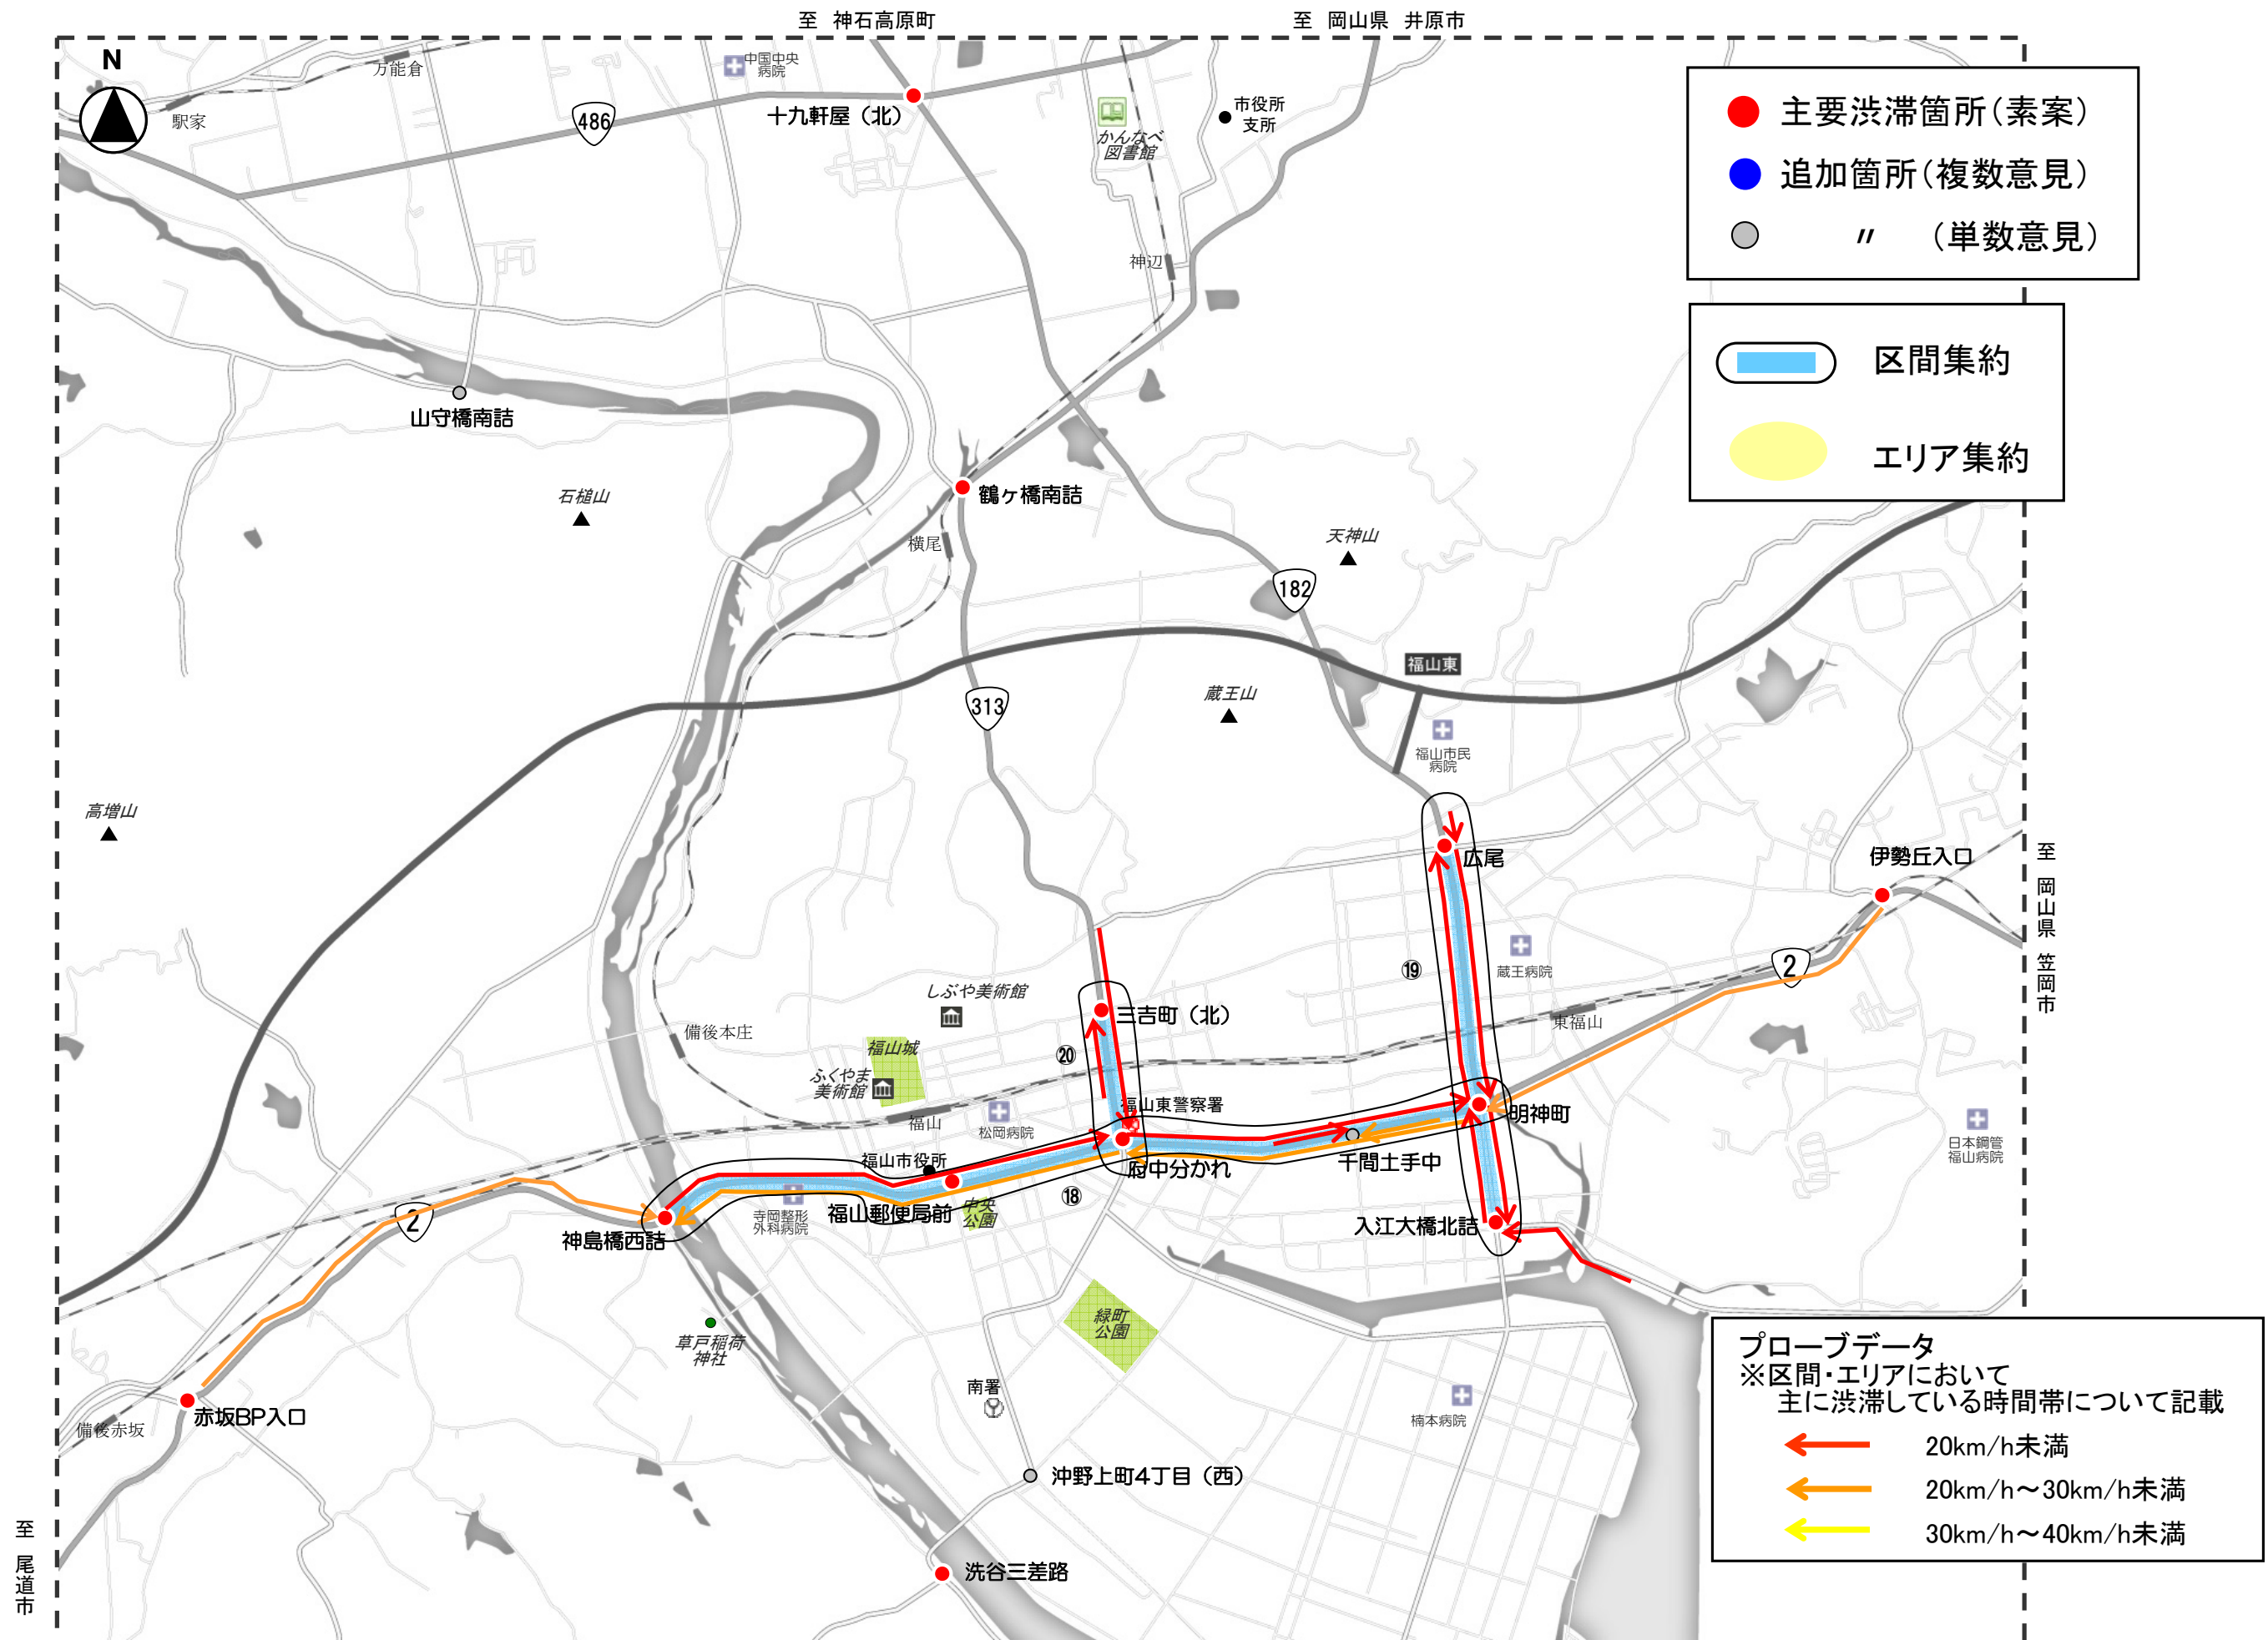 至 神石高原町
至 岡山県 井原市
N
万能倉
駅家
486
中国中央
病院
十九軒屋（北）
かんなべ
図書館
市役所
支所
主要渋滞箇所（素案）
追加箇所（複数意見）
〃 （単数意見）
神辺
区間集約
エリア集約
山守橋南詰
石槌山
鶴ヶ橋南詰
横尾
天神山
182
福山東
313
蔵王山
福山市民
病院
高増山
広尾
伊勢丘入口
至 岡山県 笠岡市
⑲
蔵王病院
2
しぶや美術館
三吉町（北）
東福山
備後本庄
福山城
⑳
ふくやま
美術館
福山
松岡病院
福山東警察署
明神町
日本鋼管
福山病院
福山市役所
府中分かれ
千間土手中
⑱
2
寺岡整形
外科病院
福山郵便局前
中央
公園
神島橋西詰
入江大橋北詰
緑町
公園
草戸稲荷
神社
南署
楠本病院
備後赤坂
赤坂BP入口
沖野上町4丁目（西）
洗谷三差路
至 尾道市
プローブデータ
※区間・エリアにおいて
主に渋滞している時間帯について記載
20km/h未満
20km/h～30km/h未満
30km/h～40km/h未満